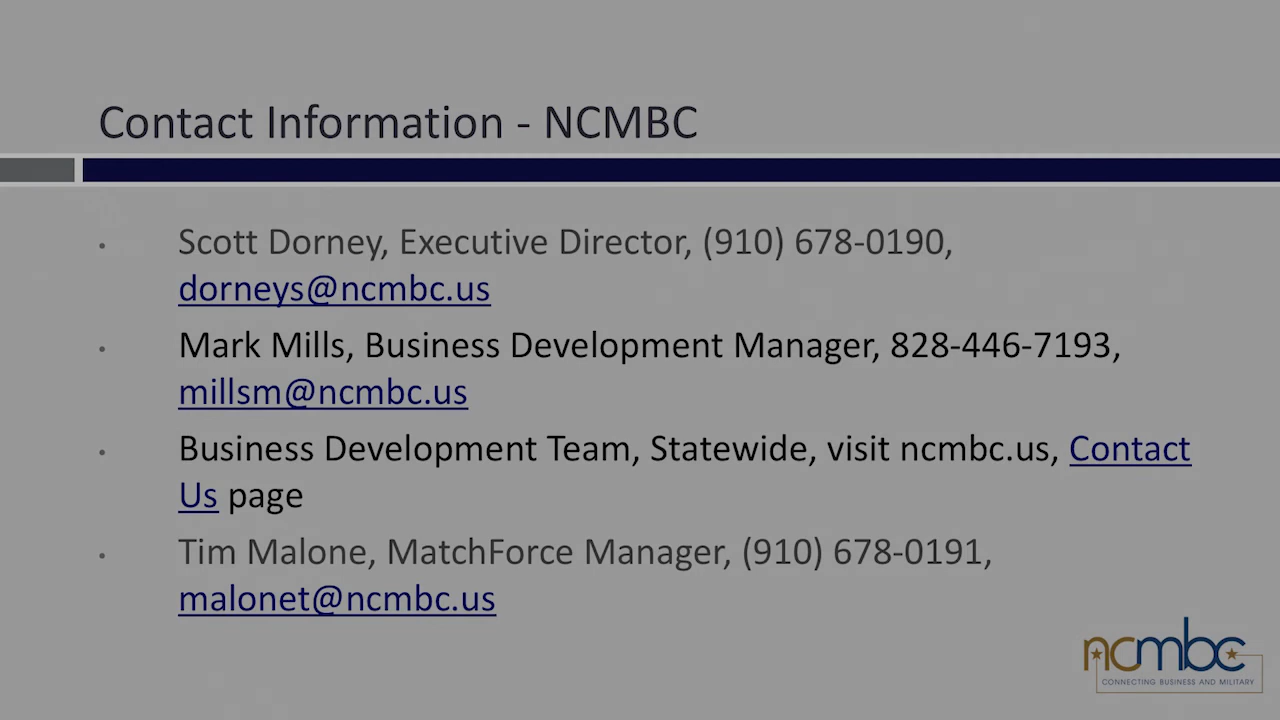 Contact Information - NCMBC
• Scott Dorney, Executive Director, (910) 678-0190,
dorneys@ncmbc.us
• Mark Mills, Business Development Manager, 828-446-7193,
millsm@ncmbc.us
• Business Development Team, Statewide, visit ncmbc.us, Contact
Us page
• Tim Malone, MatchForce Manager, (910) 678-0191,
malonet@ncmbc.us
ncmbc
CONNECTING BUSINESS AND MILITARY